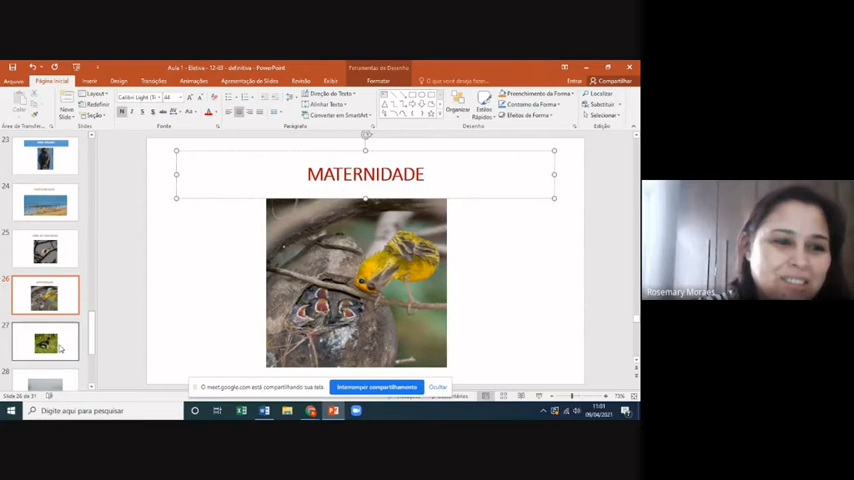 Aula 1 - Eletiva - 12-03 - definitiva - PowerPoint
Ferramentas de Desenho
Arquivo Página Inicial Inserir Design Transições Animações Apresentação de Slides Revisão Exibir Formatar O que você deseja fazer Entrar Compartilhar
Colar
Novo Slide
Layout
Redefinir
Seção
Calibri Light (Tít
44
Direção do Texto
Alinhar Texto
Converter em SmartArt
Organizar
Estilos Rápidos
Preenchimento da Forma
Contorno da Forma
Efeitos de Forma
Localizar
Substituir
Selecionar
Área de Transfer...
Slides
Fonte
Parágrafo
Desenho
Edição
23
24
25
26
27
28
MATERNIDADE
Rosemary Moraes
O meet.google.com está compartilhando sua tela.
Interromper compartilhamento
Ocultar
Slide 26 de 31
73%
Digite aqui para pesquisar
11:01
09/04/2021